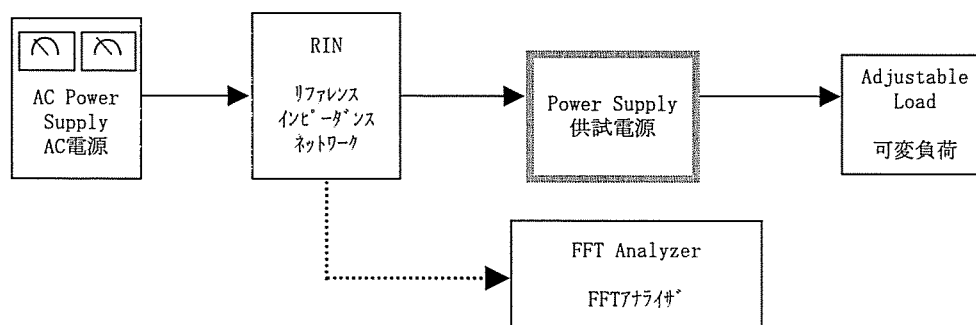 AC Power
Supply
AC電源
RIN
ﾘﾌｧﾚﾝｽ
ｲﾝﾋﾟｰﾀﾞﾝｽ
ﾈｯﾄﾜｰｸ
Power Supply
供試電源
Adjustable
Load
可変負荷
FFT Analyzer
FFTｱﾅﾗｲｻﾞ